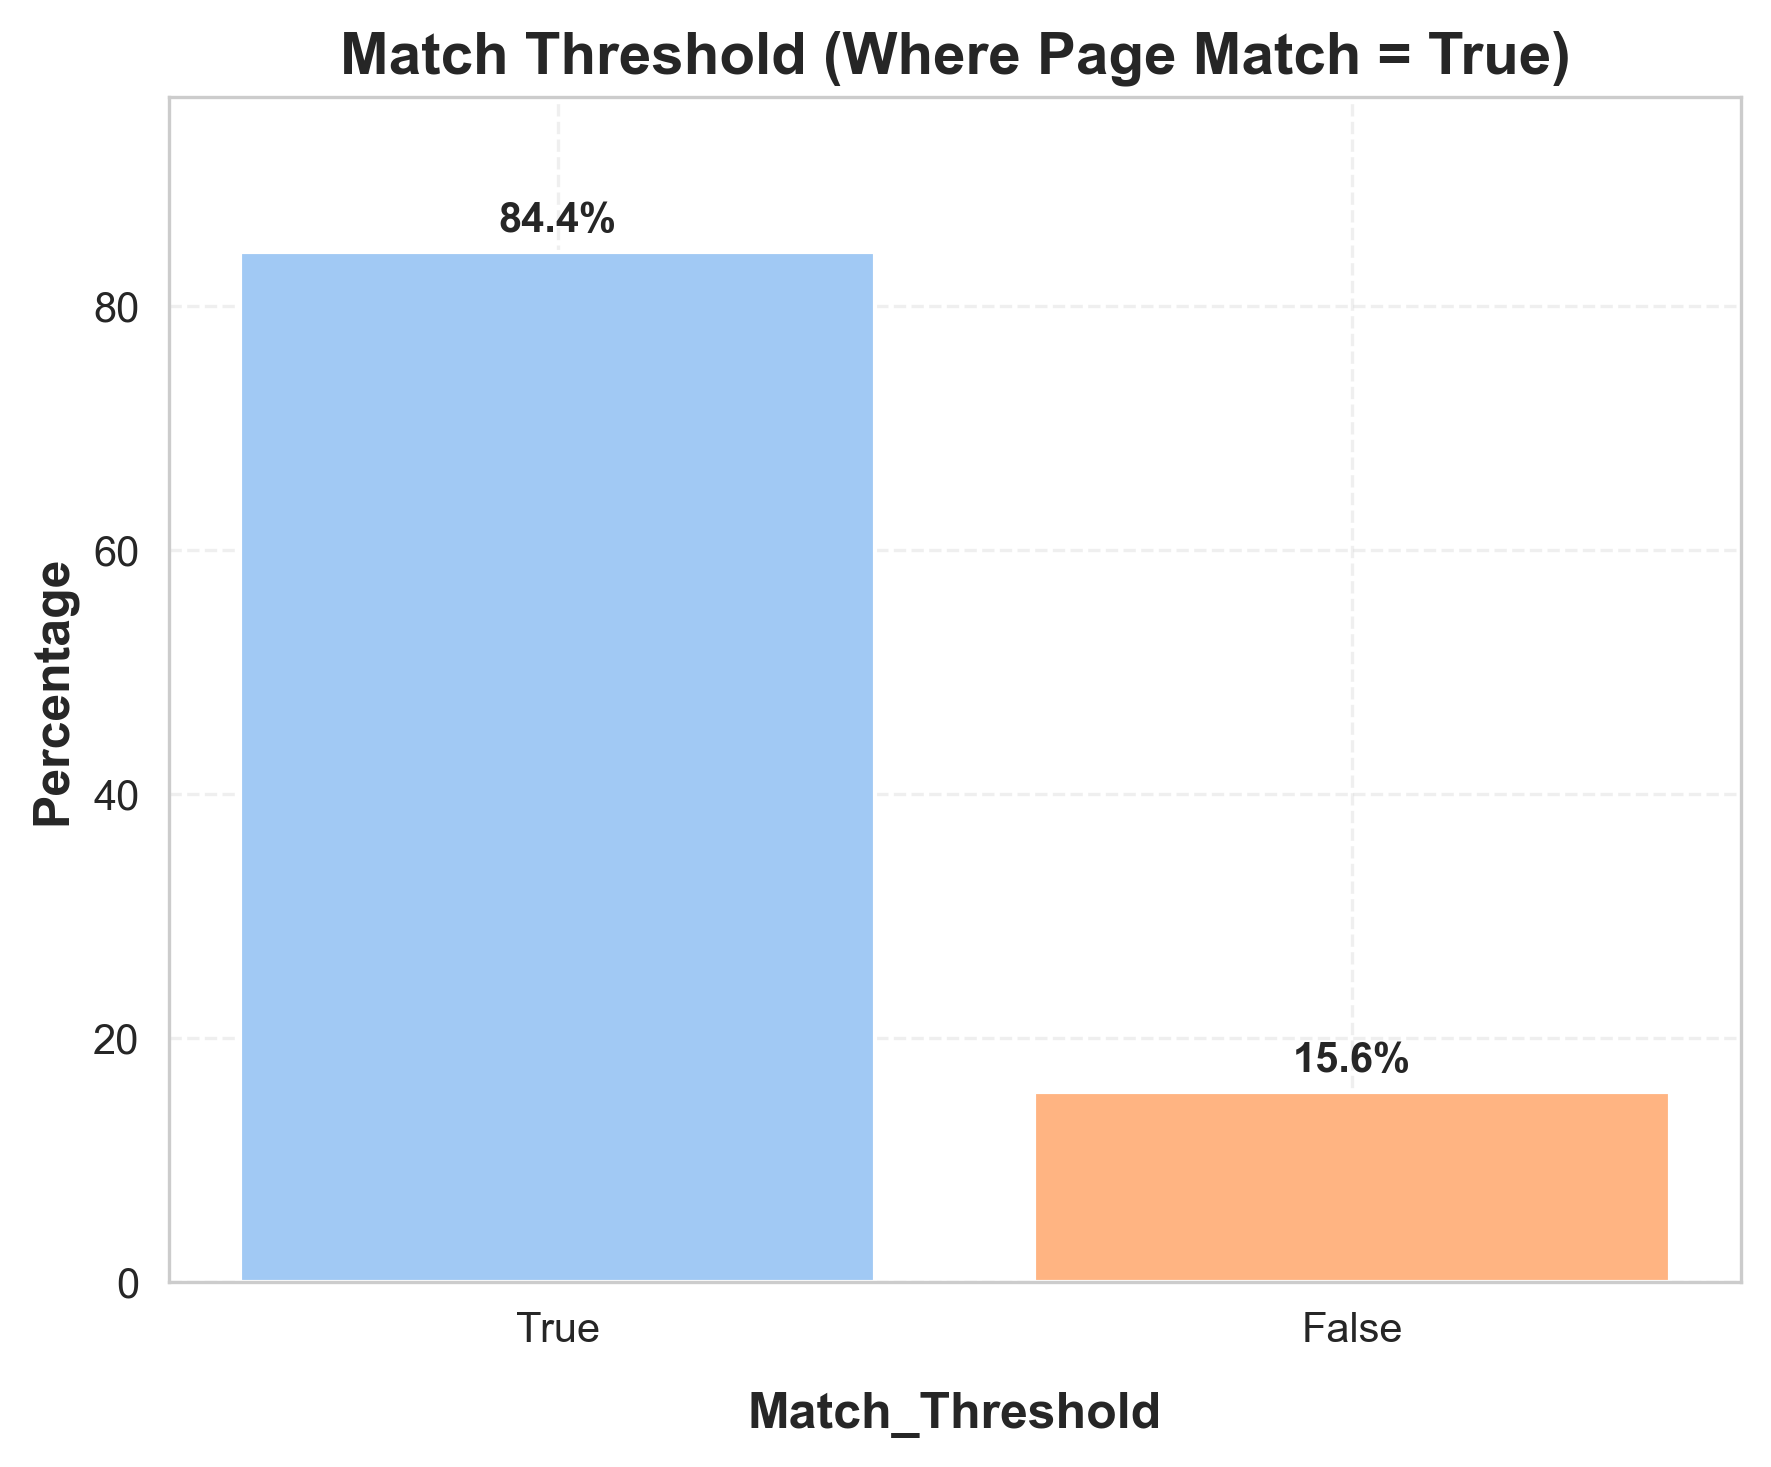 Match Threshold (Where Page Match = True)
84.4%
80
60
40
20
0
15.6%
Percentage
True
False
Match_Threshold